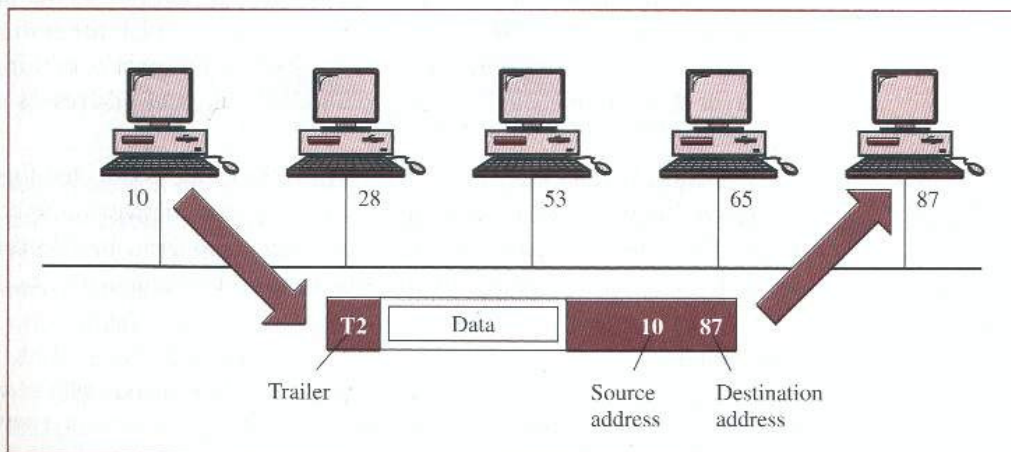 10 28 53 65 87
T2 Data 10 87
Trailer Source address Destination address